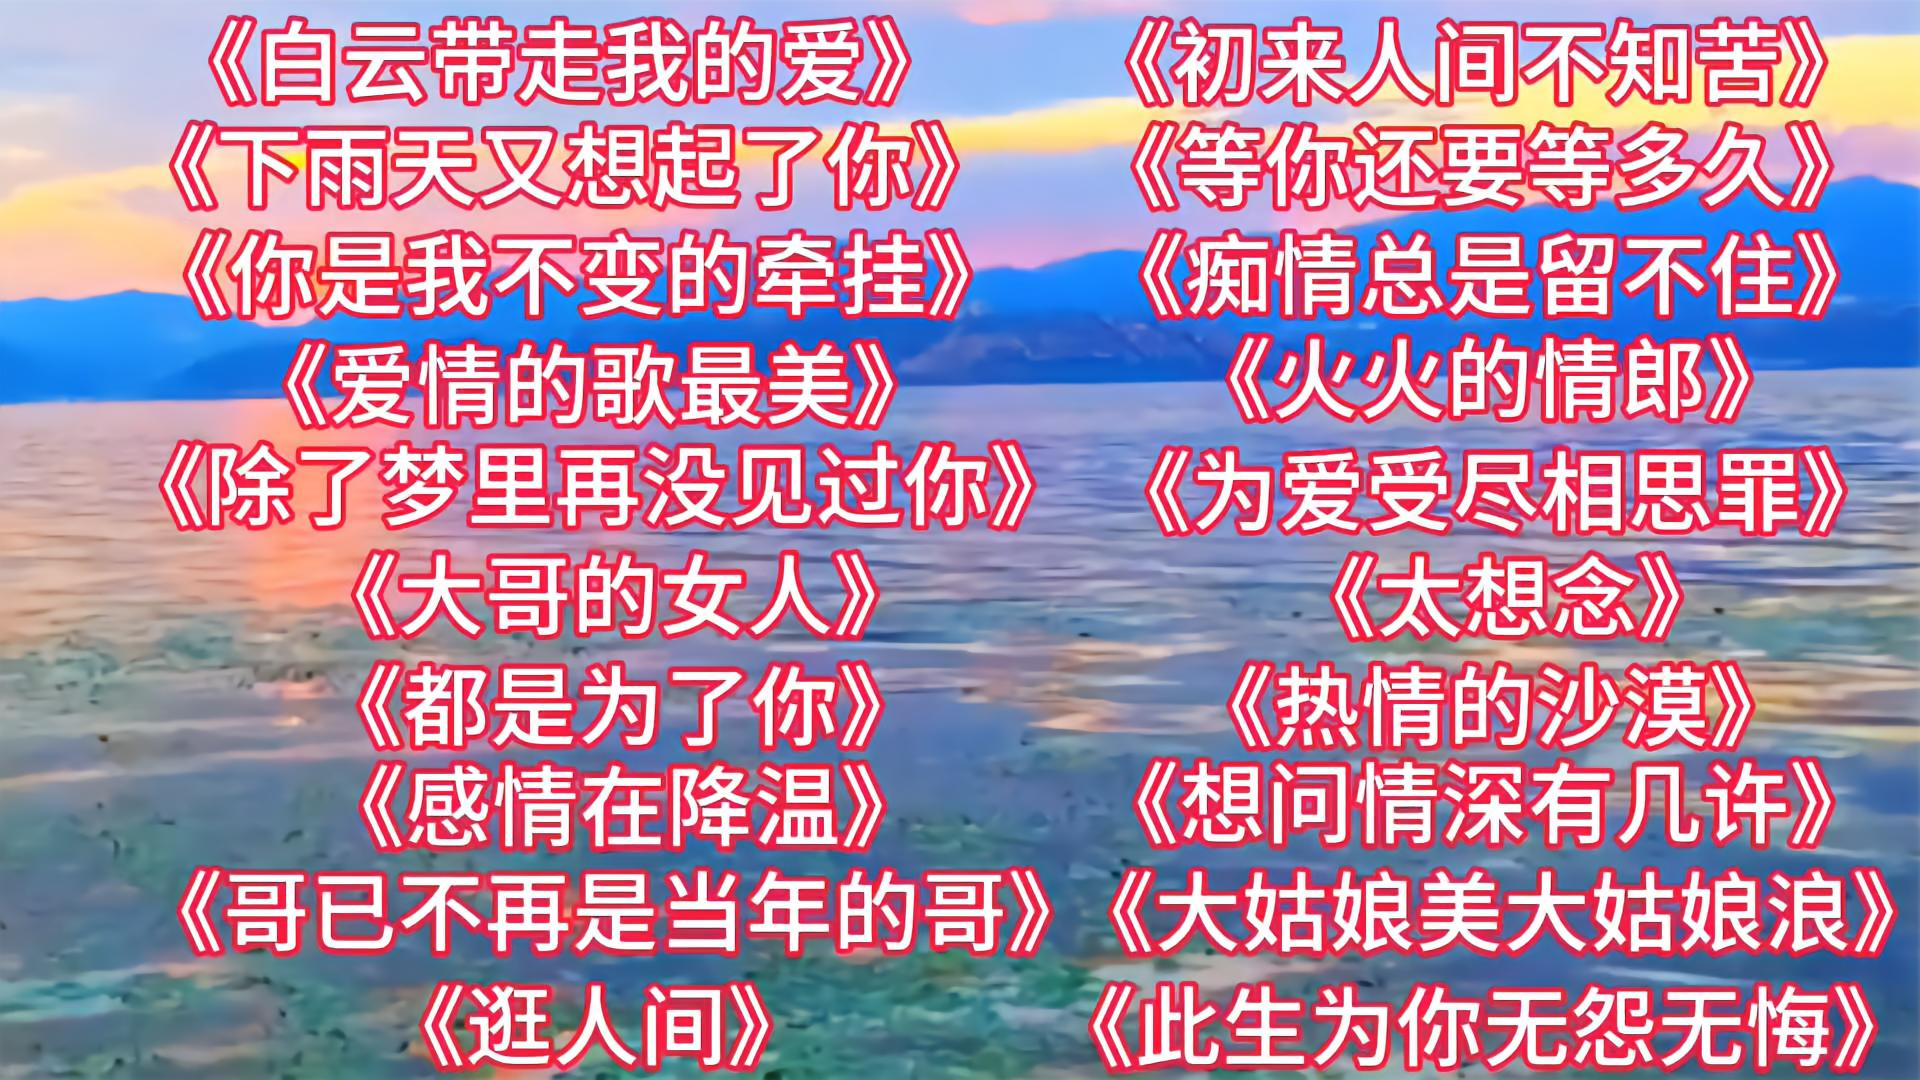 《白云带走我的爱》
《下雨天又想起了你》
《你是我不变的牵挂》
《爱情的歌最美》
《除了梦里再没见过你》
《大哥的女人》
《都是为了你》
《感情在降温》
《哥已不再是当年的哥》
《逛人间》
《初来人间不知苦》
《等你还要等多久》
《痴情总是留不住》
《火火的情郎》
《为爱受尽相思罪》
《太想念》
《热情的沙漠》
《想问情深有几许》
《大姑娘美大姑娘浪》
《此生为你无怨无悔》